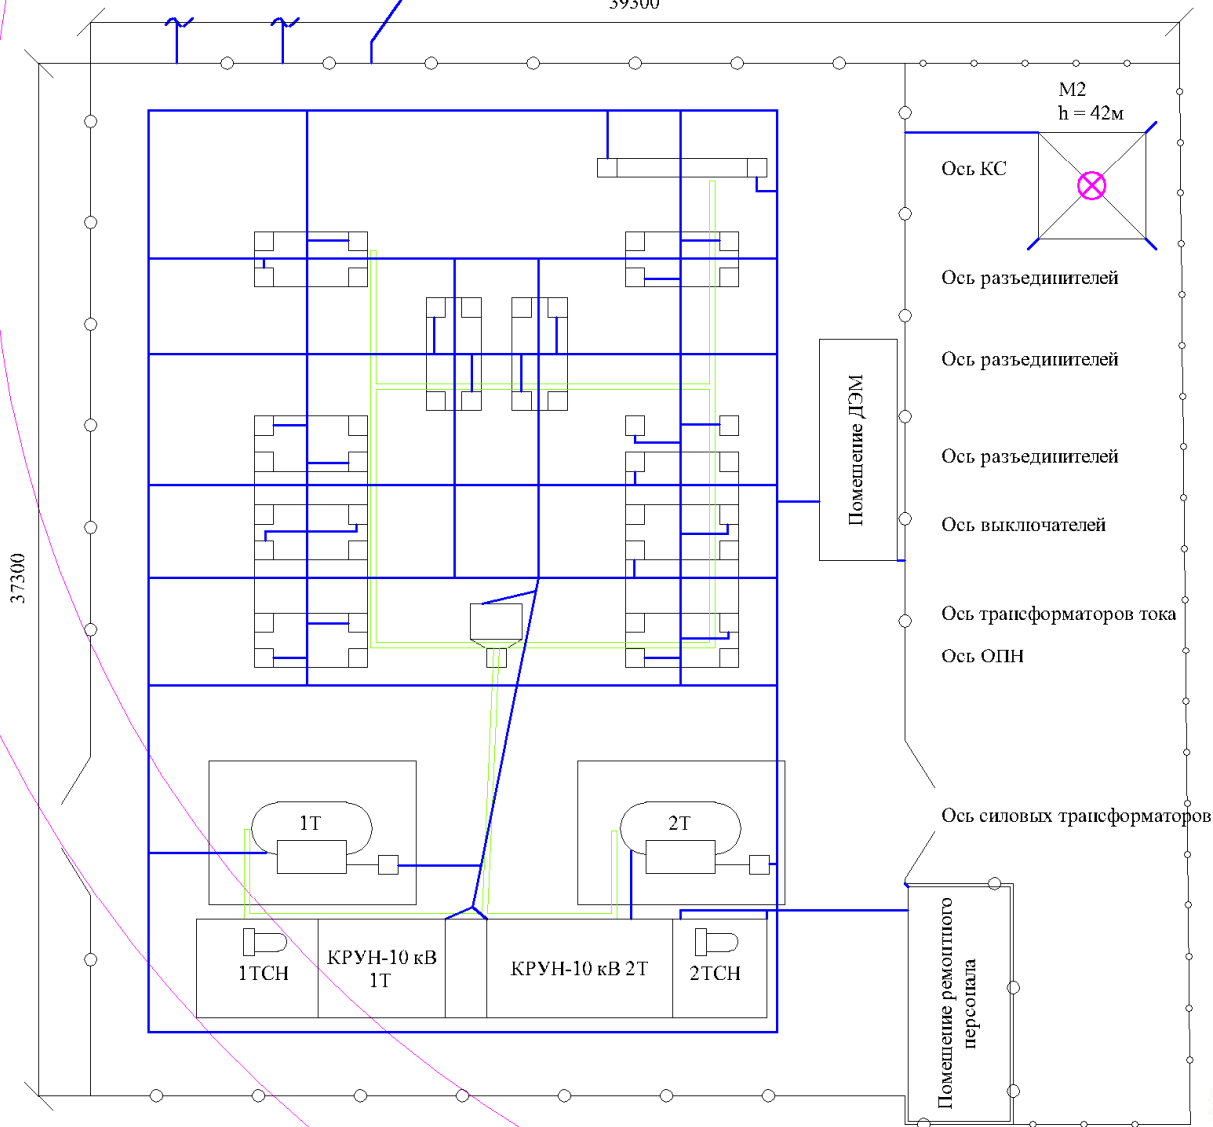 39300
М2
h = 42м
Ось КС
Ось разъединителей
Ось разъединителей
Помещение ДЭМ
Ось разъединителей
Ось выключателей
37300
Ось трансформаторов тока
Ось ОПН
Ось силовых трансформаторов
1Т
2Т
КРУН-10 кВ
1Т
КРУН-10 кВ 2Т
1ТСН
2ТСН
Помещение ремонтного
персонала